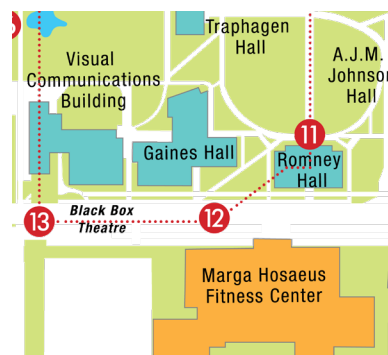 Traphagen
Hall
Visual
Communications
Building
A.J.M.
Johnson
Hall
11
Gaines Hall
Romney
Hall
13
Black Box
Theatre
12
Marga Hosaeus
Fitness Center